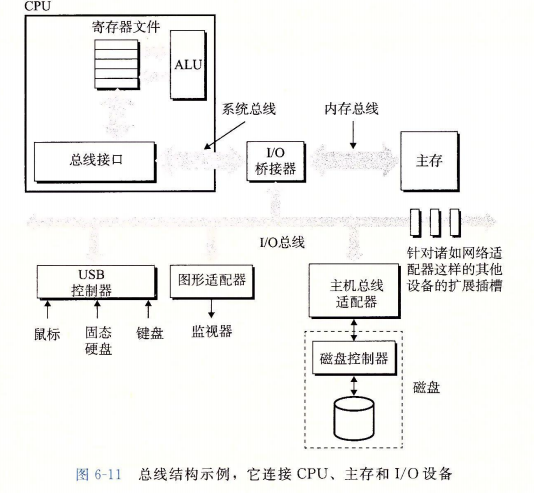 CPU
寄存器文件
ALU
系统总线
内存总线
总线接口
I/O
桥接器
主存
I/O总线
针对诸如网络适
配器这样的其他
设备的扩展插槽
USB
控制器
图形适配器
主机总线
适配器
鼠标
固态
硬盘
键盘
监视器
磁盘控制器
磁盘
图 6-11 总线结构示例，它连接 CPU、主存和 I/O 设备